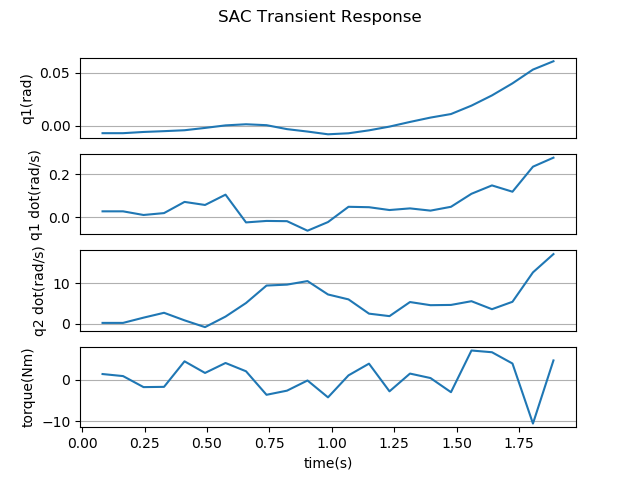 SAC Transient Response
q1(rad)
0.05
0.00
q1 dot(rad/s)
0.2
0.0
q2 dot(rad/s)
10
0
torque(Nm)
0
−10
0.00 0.25 0.50 0.75 1.00 1.25 1.50 1.75
time(s)